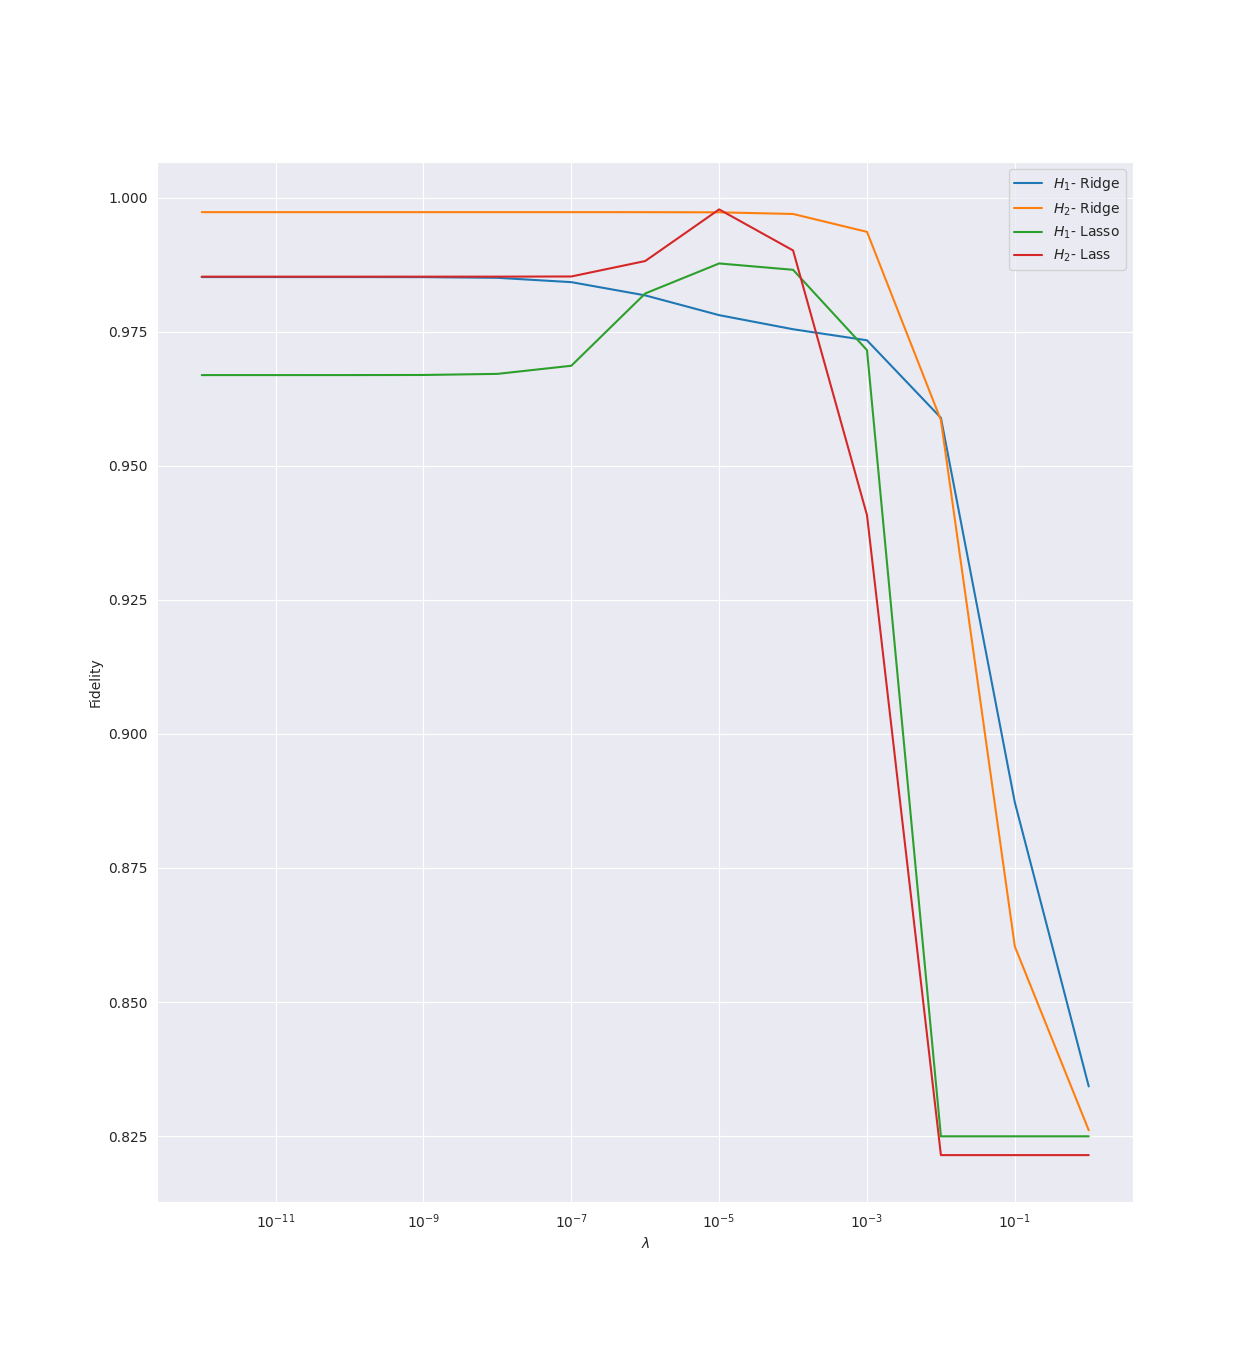 H₁- Ridge
H₂- Ridge
H₁- Lasso
H₂- Lass
1.000
0.975
0.950
0.925
0.900
0.875
0.850
0.825
Fidelity
10⁻¹¹ 10⁻⁹ 10⁻⁷ 10⁻⁵ 10⁻³ 10⁻¹
λ